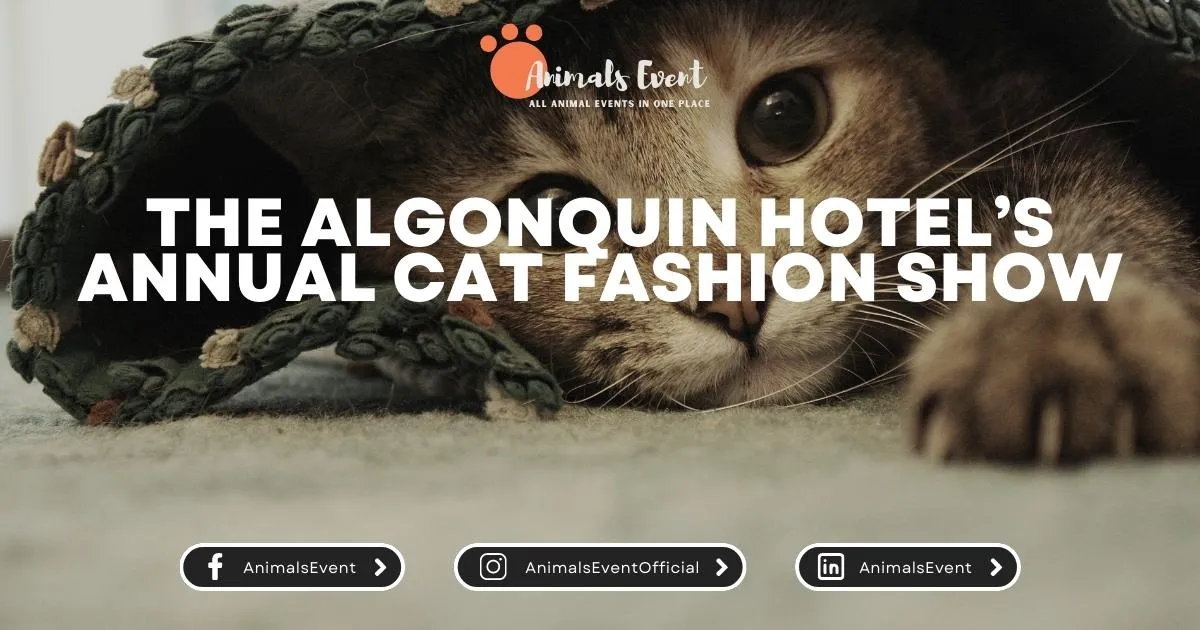 Animals Event
ALL ANIMAL EVENTS IN ONE PLACE
THE ALGONQUIN HOTEL'S
ANNUAL CAT FASHION SHOW
AnimalsEvent
AnimalsEventOfficial
AnimalsEvent